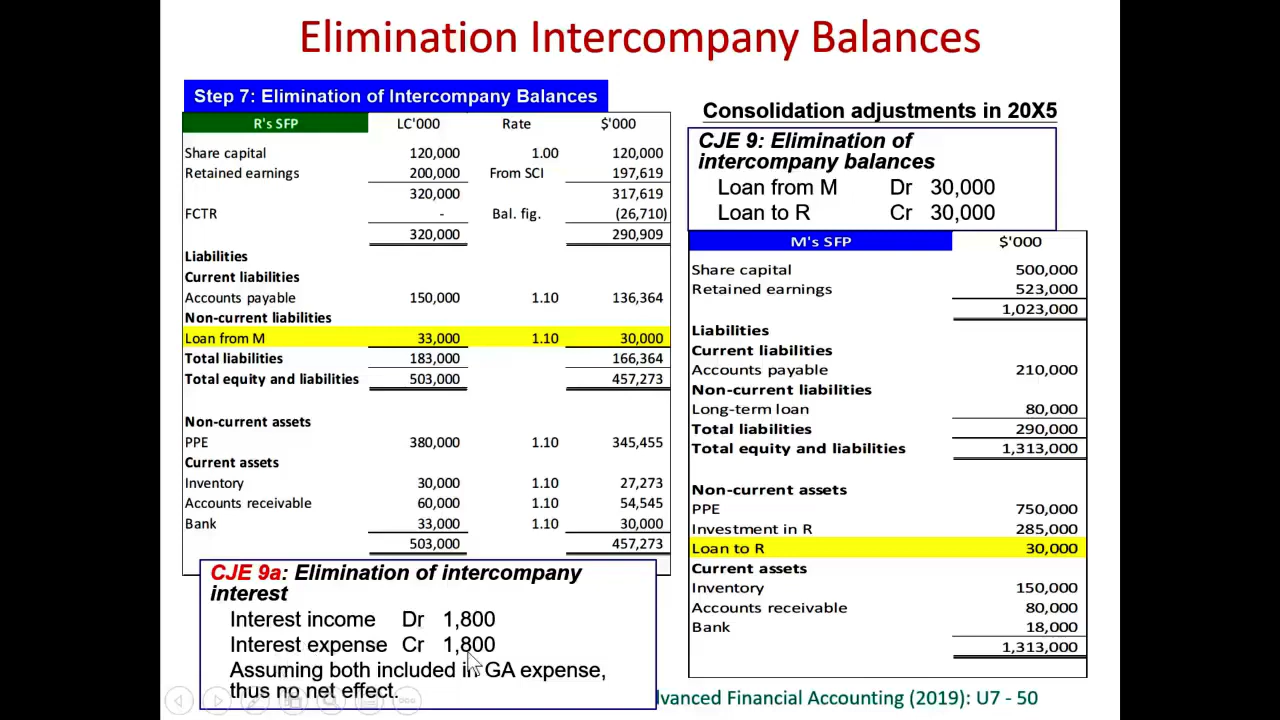 Elimination Intercompany Balances
Step 7: Elimination of Intercompany Balances
R's SFP LC'000 Rate $'000
Share capital 120,000 1.00 120,000
Retained earnings 200,000 From SCI 197,619
320,000 317,619
FCTR - Bal. fig. (26,710)
320,000 290,909
Liabilities
Current liabilities
Accounts payable 150,000 1.10 136,364
Non-current liabilities
Loan from M 33,000 1.10 30,000
Total liabilities 183,000 166,364
Total equity and liabilities 503,000 457,273
Non-current assets
PPE 380,000 1.10 345,455
Current assets
Inventory 30,000 1.10 27,273
Accounts receivable 60,000 1.10 54,545
Bank 33,000 1.10 30,000
503,000 457,273
CJE 9a: Elimination of intercompany
interest
Interest income Dr 1,800
Interest expense Cr 1,800
Assuming both included in GA expense,
thus no net effect.
Consolidation adjustments in 20X5
CJE 9: Elimination of
intercompany balances
Loan from M Dr 30,000
Loan to R Cr 30,000
M's SFP $'000
Share capital 500,000
Retained earnings 523,000
1,023,000
Liabilities
Current liabilities
Accounts payable 210,000
Non-current liabilities
Long-term loan 80,000
Total liabilities 290,000
Total equity and liabilities 1,313,000
Non-current assets
PPE 750,000
Investment in R 285,000
Loan to R 30,000
Current assets
Inventory 150,000
Accounts receivable 80,000
Bank 18,000
1,313,000
dvanced Financial Accounting (2019): U7 - 50